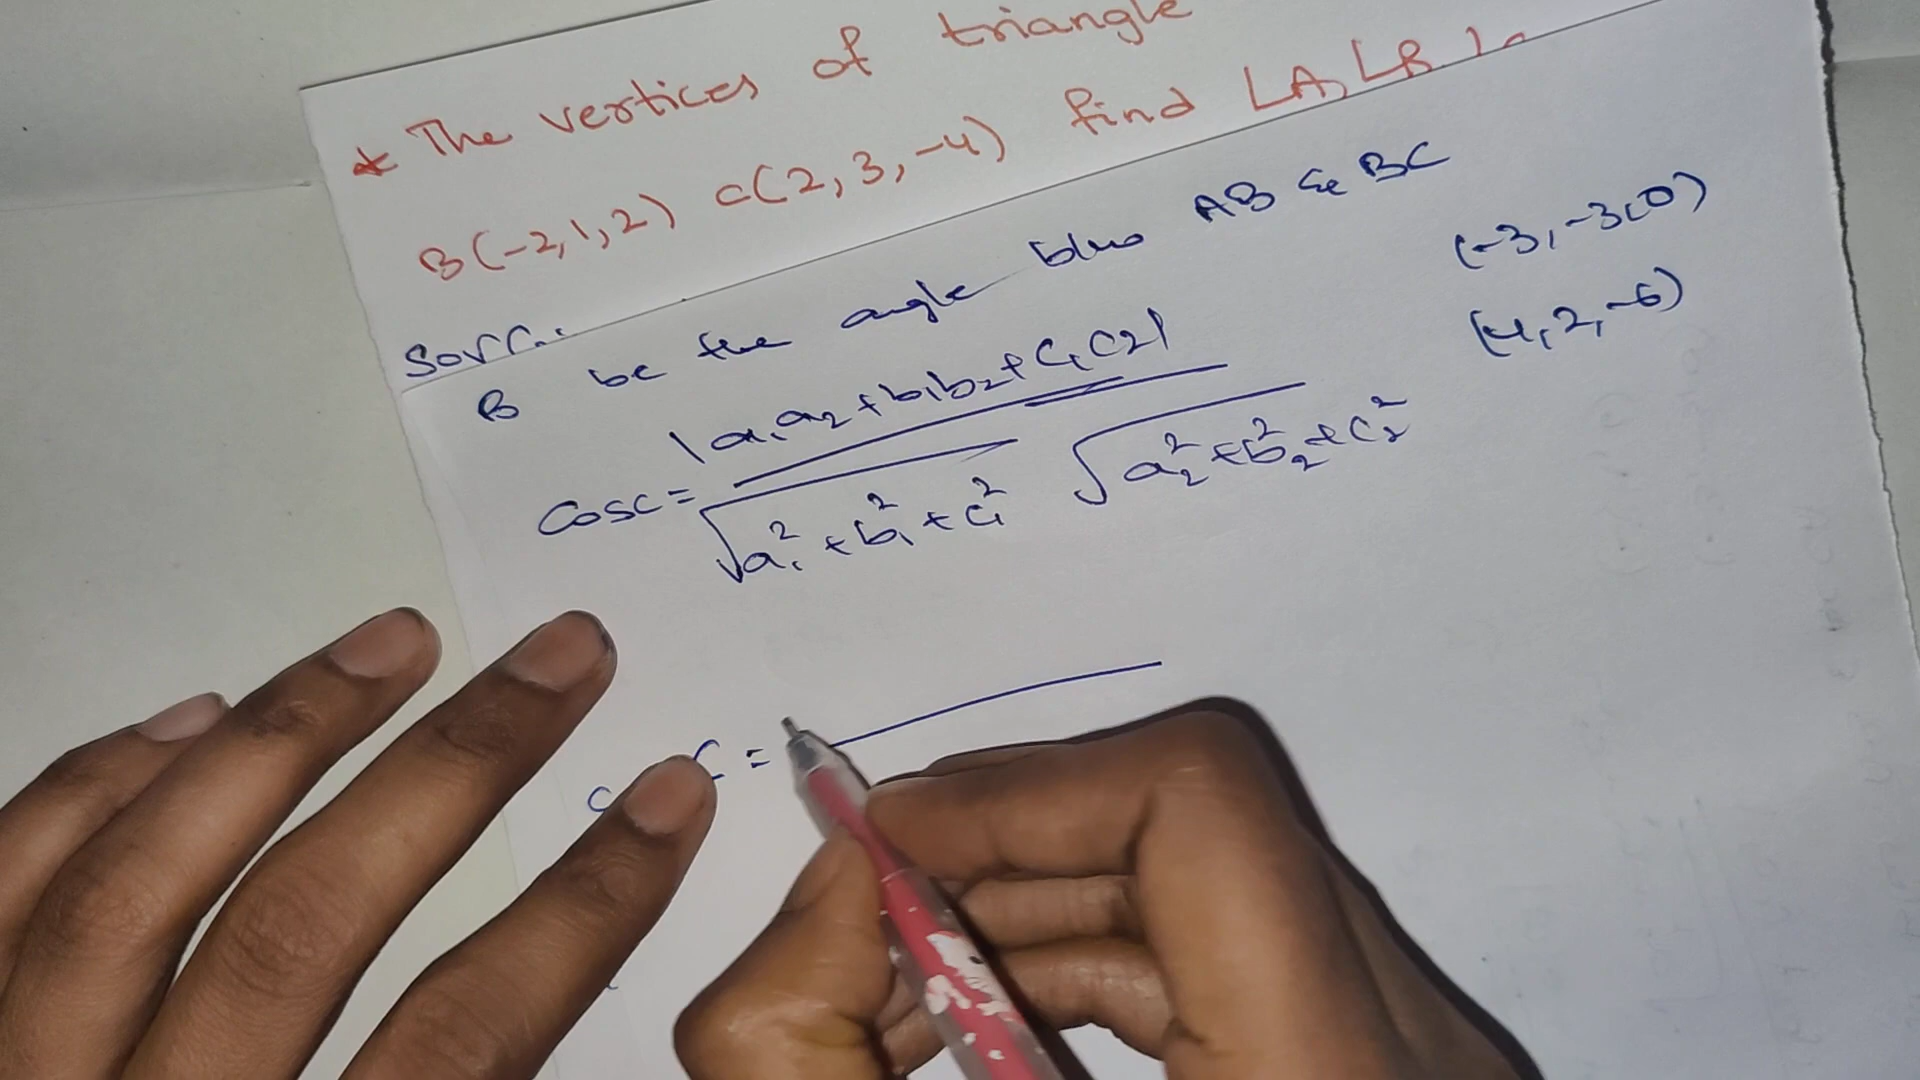 * The vertices of triangle
B(-2,1,2) C(2,3,-4) find ∠A, ∠B
B be the angle b/w AB & BC
(-3,-3,0)
(4,2,-6)
Cosc = |a₁a₂+b₁b₂+c₁c₂|
√a₁²+b₁²+c₁² √a₂²+b₂²+c₂²
C =